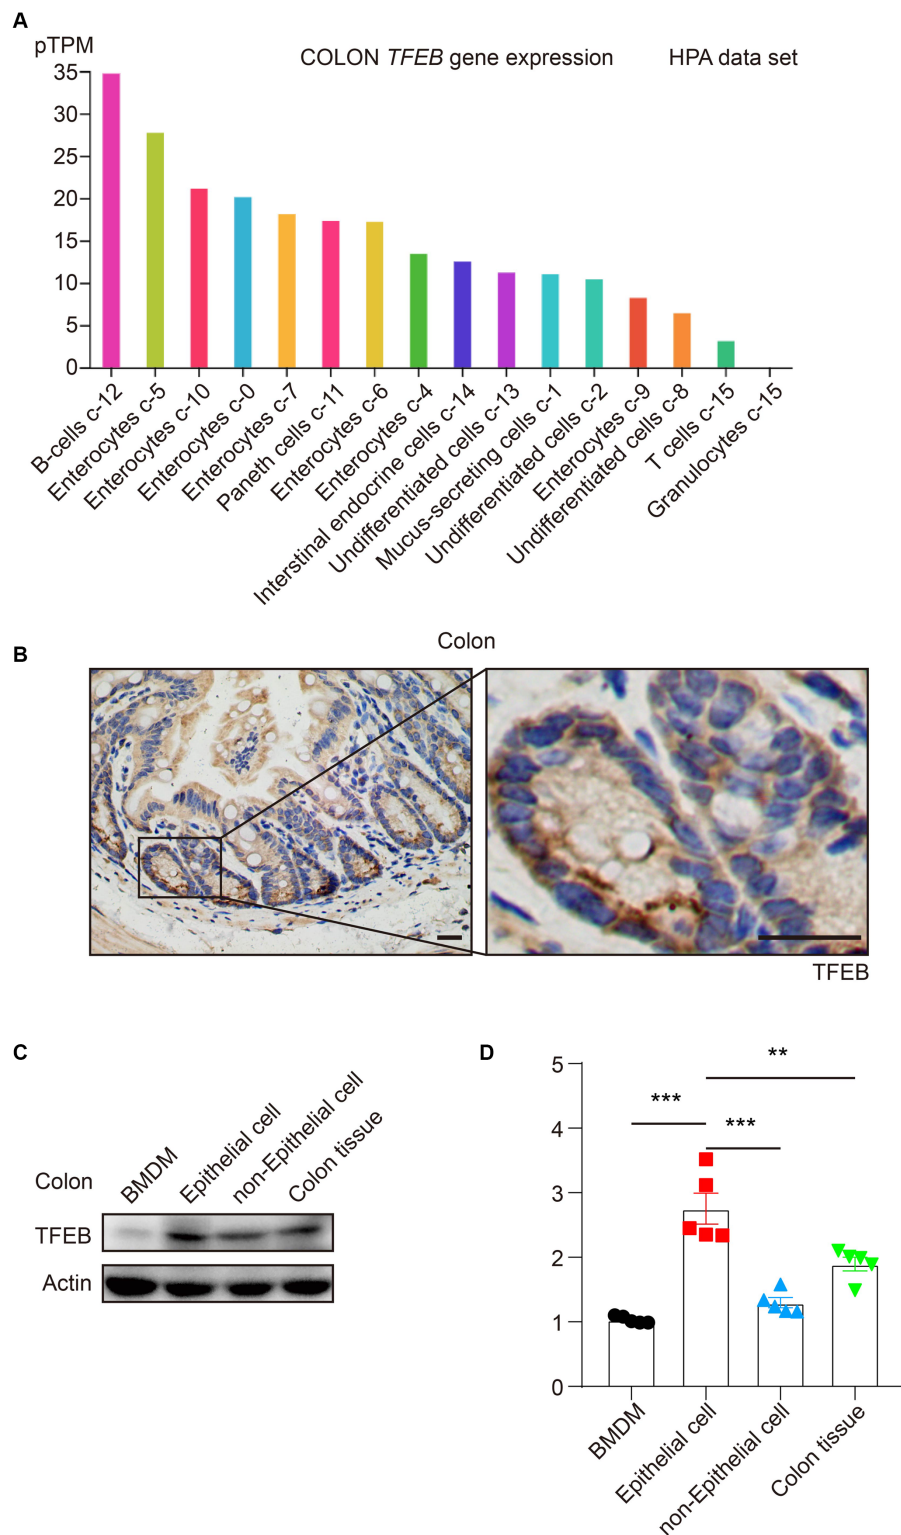 A
pTPM
COLON TFEB gene expression HPA data set
35
30
25
20
15
10
5
0
B-cells c-12
Enterocytes c-5
Enterocytes c-10
Enterocytes c-0
Enterocytes c-7
Paneth cells c-11
Enterocytes c-6
Enterocytes c-4
Interstinal endocrine cells c-14
Undifferentiated cells c-13
Mucus-secreting cells c-1
Undifferentiated cells c-2
Enterocytes c-9
Undifferentiated cells c-8
T cells c-15
Granulocytes c-15
B
Colon
TFEB
C
Colon
BMDM
Epithelial cell
non-Epithelial cell
Colon tissue
TFEB
Actin
D
5
4
3
2
1
0
**
***
***
BMDM
Epithelial cell
non-Epithelial cell
Colon tissue